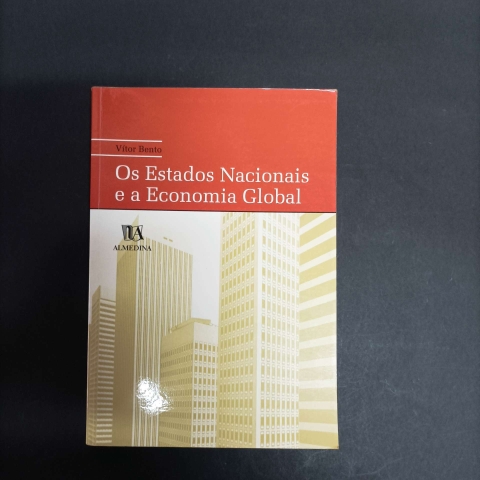 Vítor Bento
Os Estados Nacionais
e a Economia Global
ALMEDINA